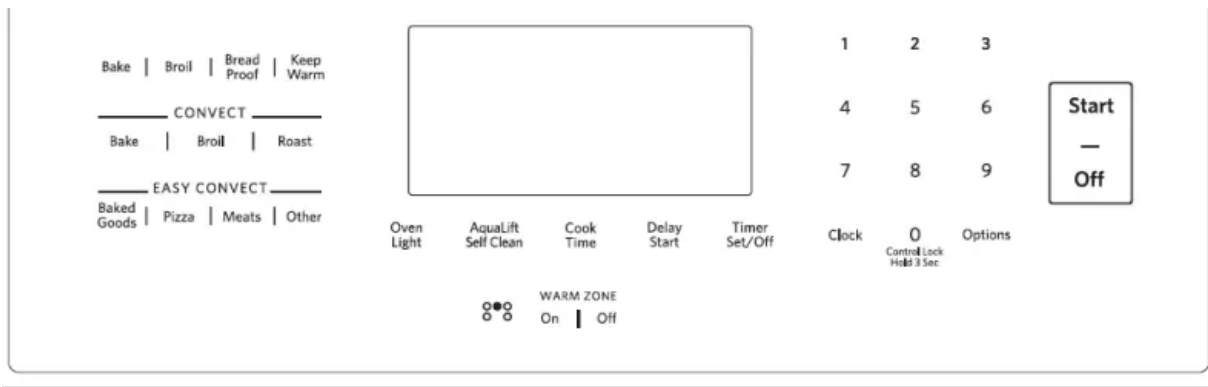 Bake | Broil | Bread Proof | Keep Warm
CONVECT
Bake | Broil | Roast
EASY CONVECT
Baked Goods | Pizza | Meats | Other
Oven Light
AquaLift Self Clean
Cook Time
Delay Start
Timer Set/Off
WARM ZONE
On | Off
1 2 3
4 5 6
7 8 9
Clock 0 Options
Control Lock
Hold 3 Sec
Start
—
Off